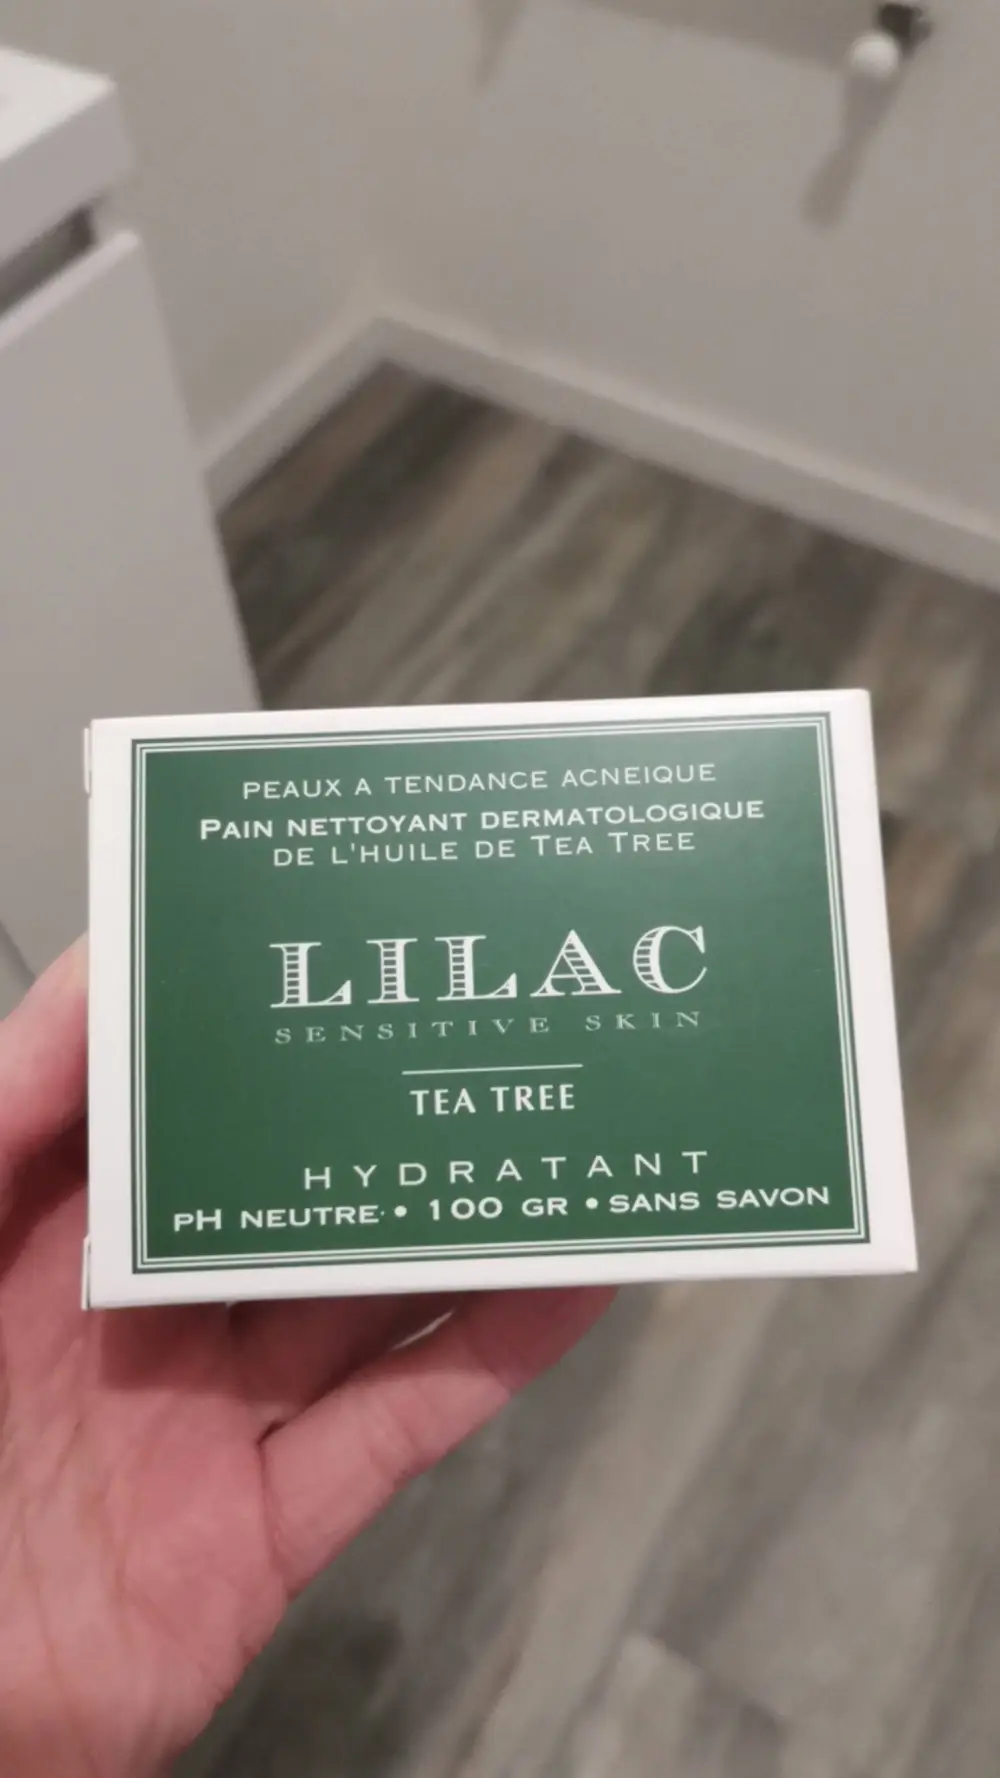 PEAUX A TENDANCE ACNEIQUE
PAIN NETTOYANT DERMATOLOGIQUE
DE L'HUILE DE TEA TREE
LILAC
SENSITIVE SKIN
TEA TREE
HYDRATANT
PH NEUTRE • 100 GR • SANS SAVON